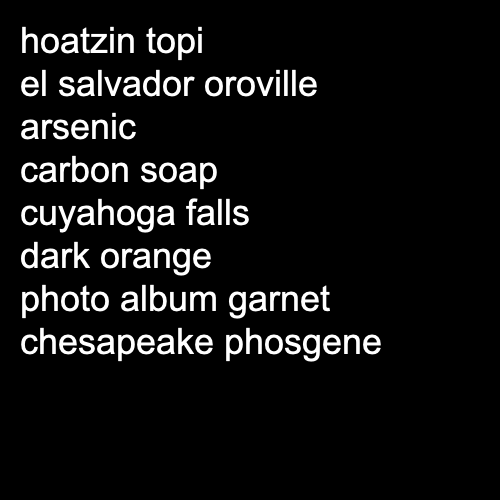 hoatzin topi
el salvador oroville
arsenic
carbon soap
cuyahoga falls
dark orange
photo album garnet
chesapeake phosgene